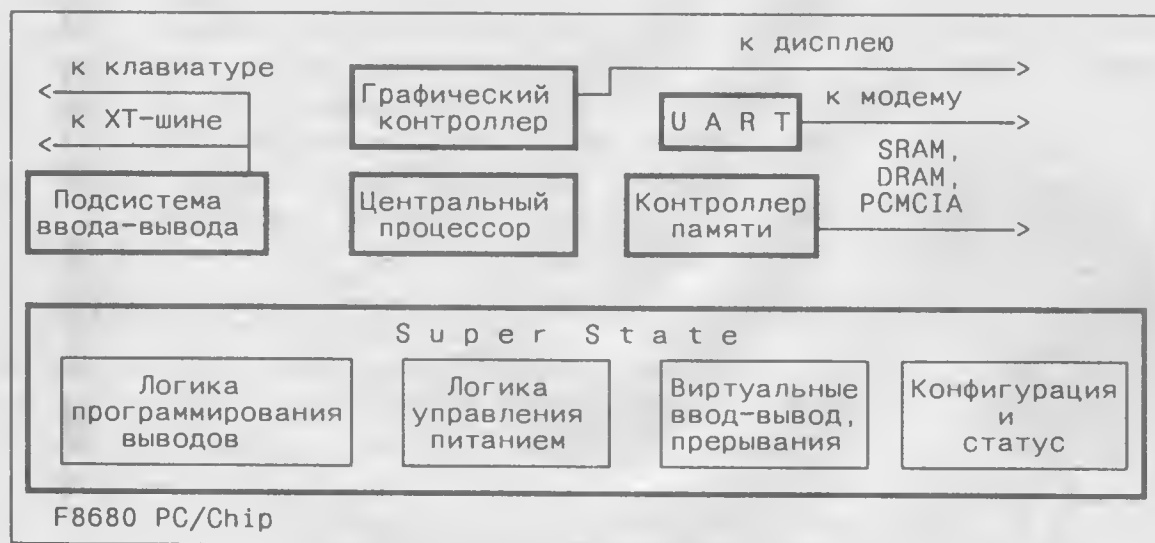 к дисплею
к клавиатуре
к XT-шине
Графический
контроллер
к модему
U A R T
SRAM,
DRAM,
PCMCIA
Подсистема
ввода-вывода
Центральный
процессор
Контроллер
памяти
S u p e r   S t a t e
Логика
программирования
выводов
Логика
управления
питанием
Виртуальные
ввод-вывод,
прерывания
Конфигурация
и
статус
F8680 PC/Chip